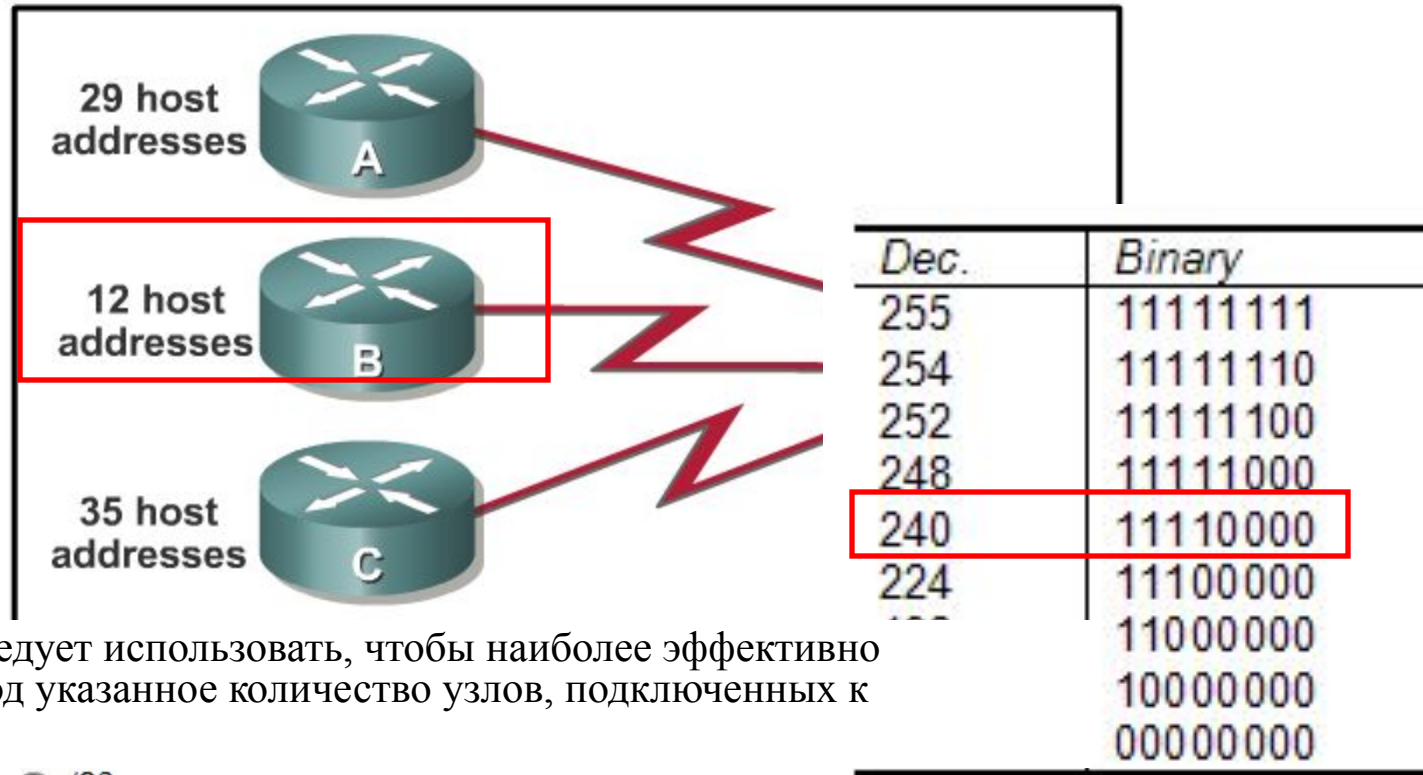 29 host
addresses
A
12 host
addresses
B
35 host
addresses
C
Dec. Binary
255 11111111
254 11111110
252 11111100
248 11111000
240 11110000
224 11100000
11000000
10000000
00000000
едует использовать, чтобы наиболее эффективно
од указанное количество узлов, подключенных к